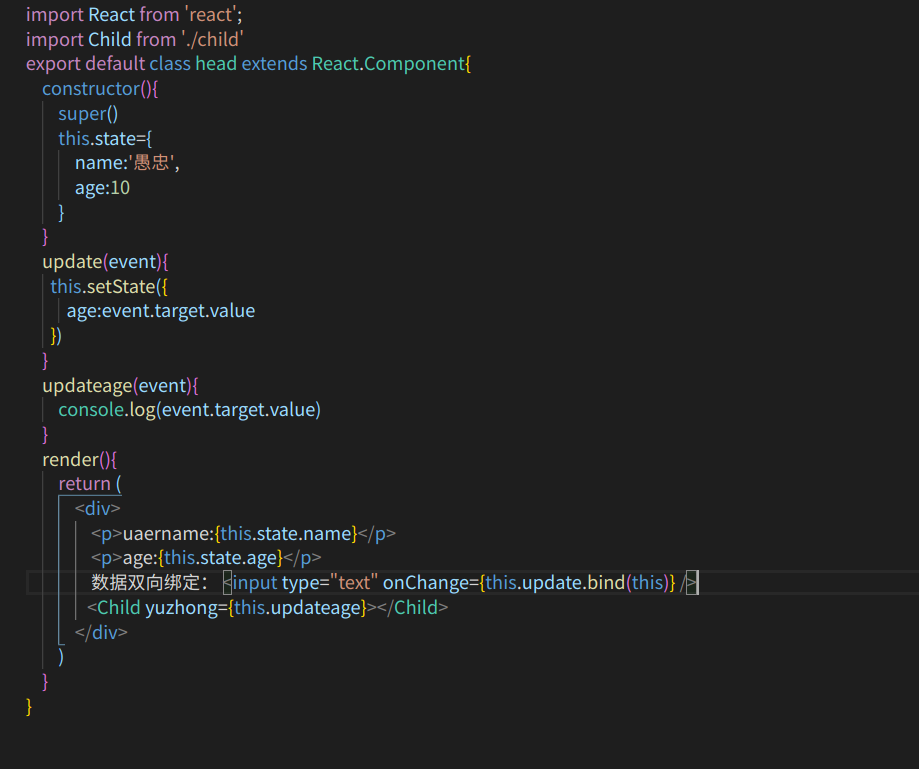 import React from 'react';
import Child from './child'
export default class head extends React.Component{
constructor(){
super()
this.state={
name:'愚忠',
age:10
}
}
update(event){
this.setState({
age:event.target.value
})
}
updateage(event){
console.log(event.target.value)
}
render(){
return (
<div>
<p>uaername:{this.state.name}</p>
<p>age:{this.state.age}</p>
数据双向绑定： <input type="text" onChange={this.update.bind(this)} />
<Child yuzhong={this.updateage}></Child>
</div>
)
}
}